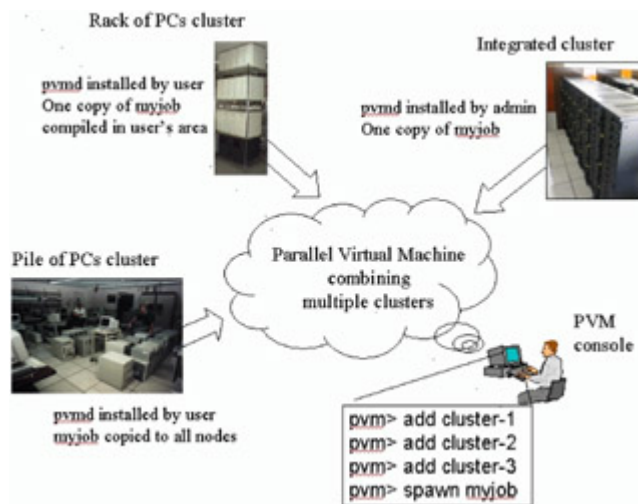 Rack of PCs cluster
pvmd installed by user
One copy of myjob
compiled in user's area
Integrated cluster
pvmd installed by admin
One copy of myjob
Parallel Virtual Machine
combining
multiple clusters
Pile of PCs cluster
pvmd installed by user
myjob copied to all nodes
PVM
console
pvm> add cluster-1
pvm> add cluster-2
pvm> add cluster-3
pvm> spawn myjob